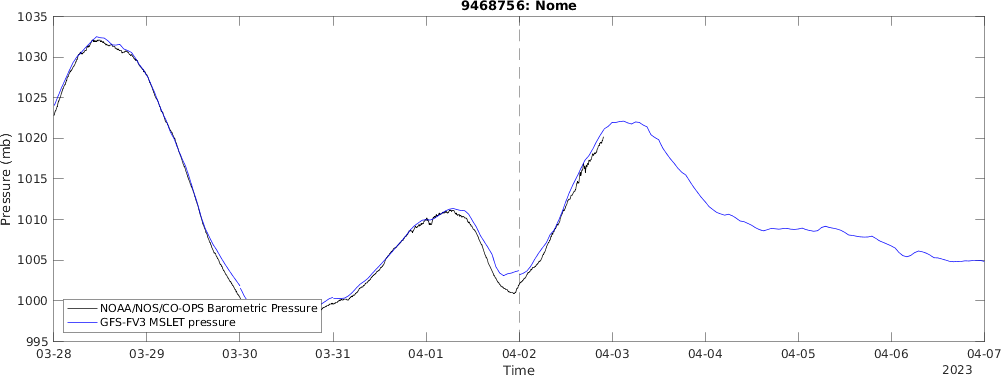 9468756: Nome
1035
1030
1025
1020
1015
1010
1005
1000
995
Pressure (mb)
NOAA/NOS/CO-OPS Barometric Pressure
GFS-FV3 MSLET pressure
03-28 03-29 03-30 03-31 04-01 04-02 04-03 04-04 04-05 04-06 04-07
Time
2023